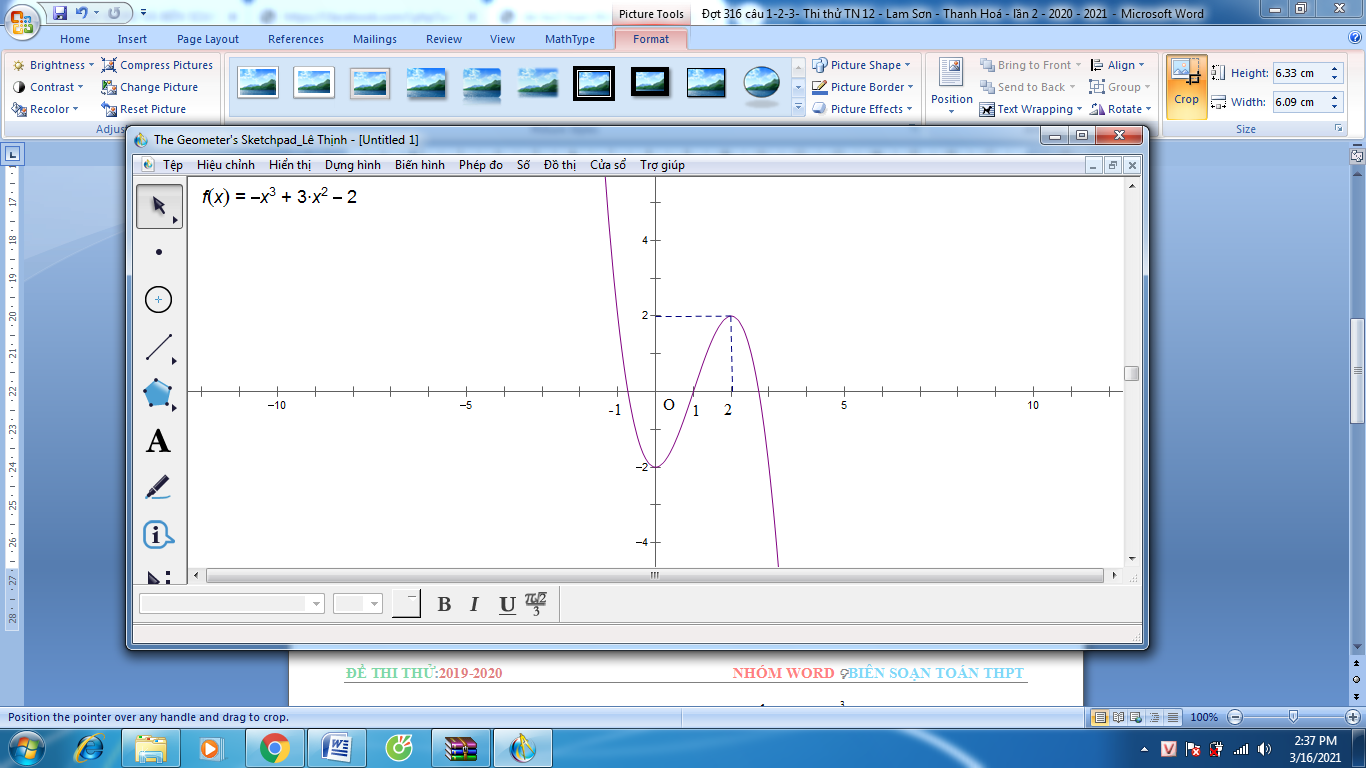 Picture Tools
Đợt 316 câu 1-2-3- Thi thử TN 12 - Lam Sơn - Thanh Hoá - lần 2 - 2020 - 2021 - Microsoft Word
Home Insert Page Layout References Mailings Review View MathType Format
Brightness Compress Pictures Picture Shape Bring to Front Align Height: 6.33 cm
Contrast Change Picture Picture Border Send to Back Group Width: 6.09 cm
Recolor Reset Picture Picture Effects Position Text Wrapping Rotate Crop
Size
The Geometer's Sketchpad_Lê Thịnh - [Untitled 1]
Tệp Hiệu chỉnh Hiển thị Dựng hình Biến hình Phép đo Số Đồ thị Cửa sổ Trợ giúp
f(x) = –x³ + 3·x² – 2
4
2
–10 –5 -1 O 1 2 5 10
–2
–4
A
B I U π√2/3
ĐỀ THI THỬ:2019-2020 NHÓM WORD BIÊN SOẠN TOÁN THPT
Position the pointer over any handle and drag to crop. 100%
2:37 PM
3/16/2021